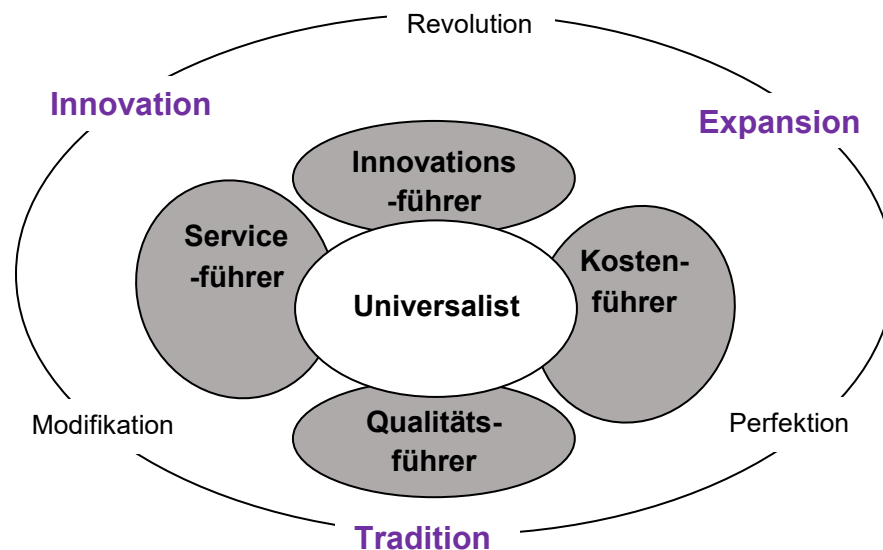 Revolution
Innovation
Expansion
Innovations
-führer
Service
-führer
Kosten-
führer
Universalist
Modifikation
Qualitäts-
führer
Perfektion
Tradition